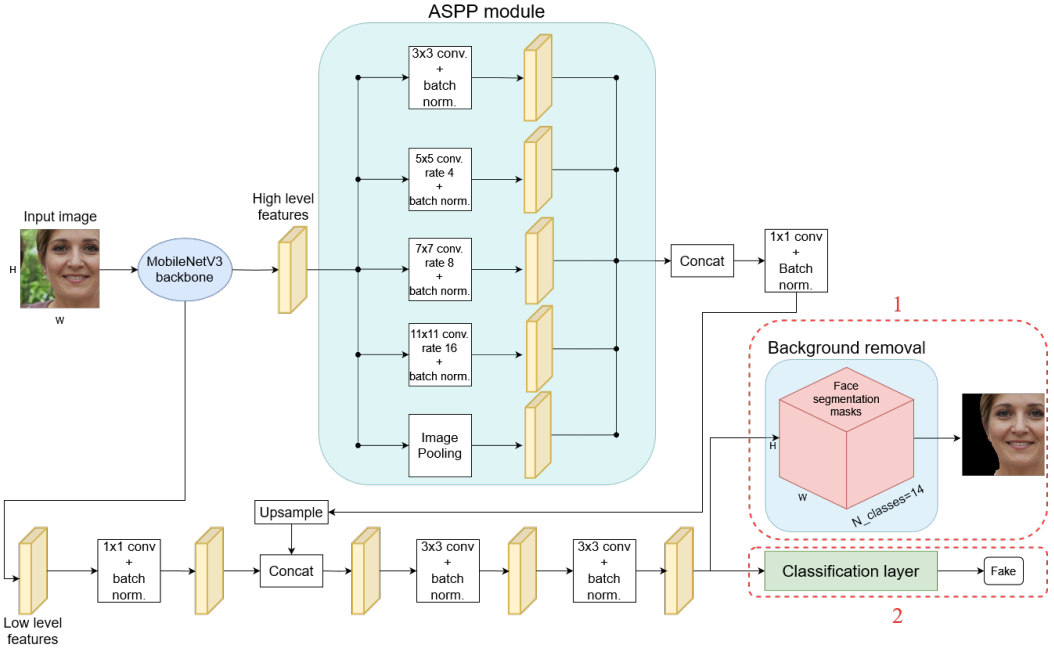 ASPP module
3x3 conv.
+
batch
norm.
5x5 conv.
rate 4
+
batch norm.
High level
features
Input image
H
W
MobileNetV3
backbone
7x7 conv.
rate 8
+
batch norm.
Concat
1x1 conv
+
Batch
norm.
11x11 conv.
rate 16
+
batch norm.
Image
Pooling
1
Background removal
Face
segmentation
masks
H
W
N_classes=14
Upsample
1x1 conv
+
batch
norm.
Concat
3x3 conv
+
batch
norm.
3x3 conv
+
batch
norm.
Classification layer
Fake
2
Low level
features